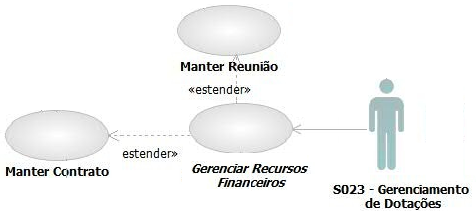 Manter Reunião
«estender»
estender»
Manter Contrato
Gerenciar Recursos
Financeiros
S023 - Gerenciamento
de Dotações